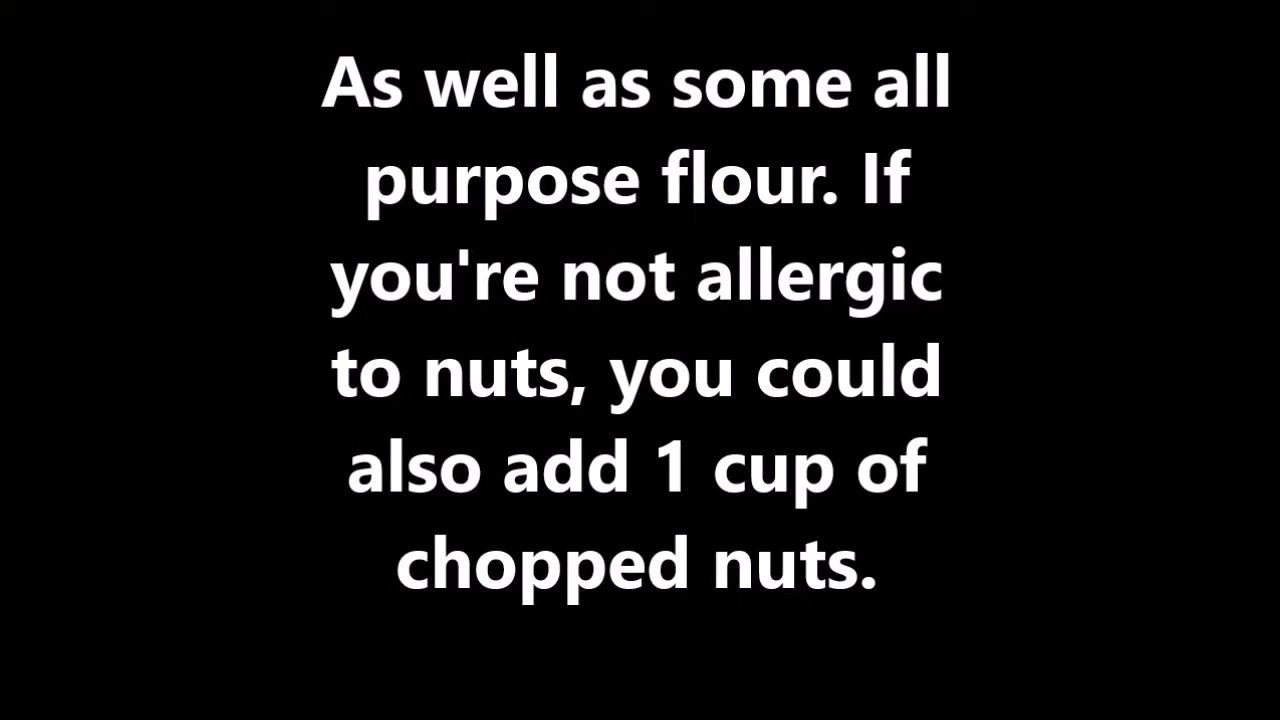 As well as some all
purpose flour. If
you're not allergic
to nuts, you could
also add 1 cup of
chopped nuts.